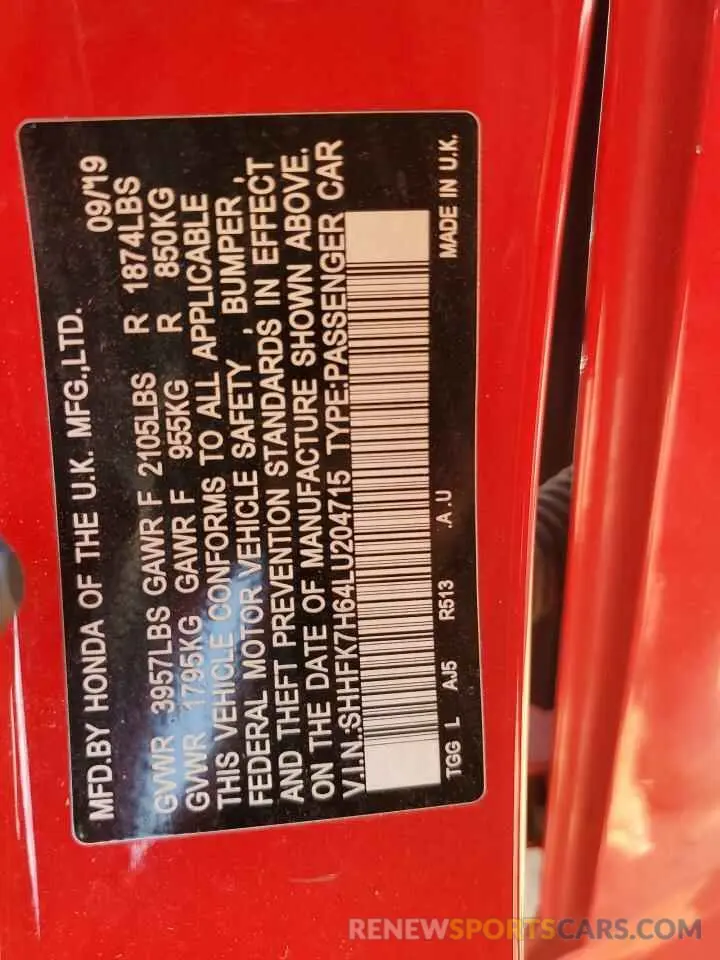 MFD.BY HONDA OF THE U.K. MFG.,LTD. 09/'19
GVWR 3957LBS GAWR F 2105LBS R 1874LBS
GVWR 1795KG GAWR F 955KG R 850KG
THIS VEHICLE CONFORMS TO ALL APPLICABLE
FEDERAL MOTOR VEHICLE SAFETY , BUMPER ,
AND THEFT PREVENTION STANDARDS IN EFFECT
ON THE DATE OF MANUFACTURE SHOWN ABOVE.
V.I.N.:SHHFK7H64LU204715 TYPE:PASSENGER CAR
TGG L AJ5 R513 .A.U MADE IN U.K.
RENEWSPORTSCARS.COM